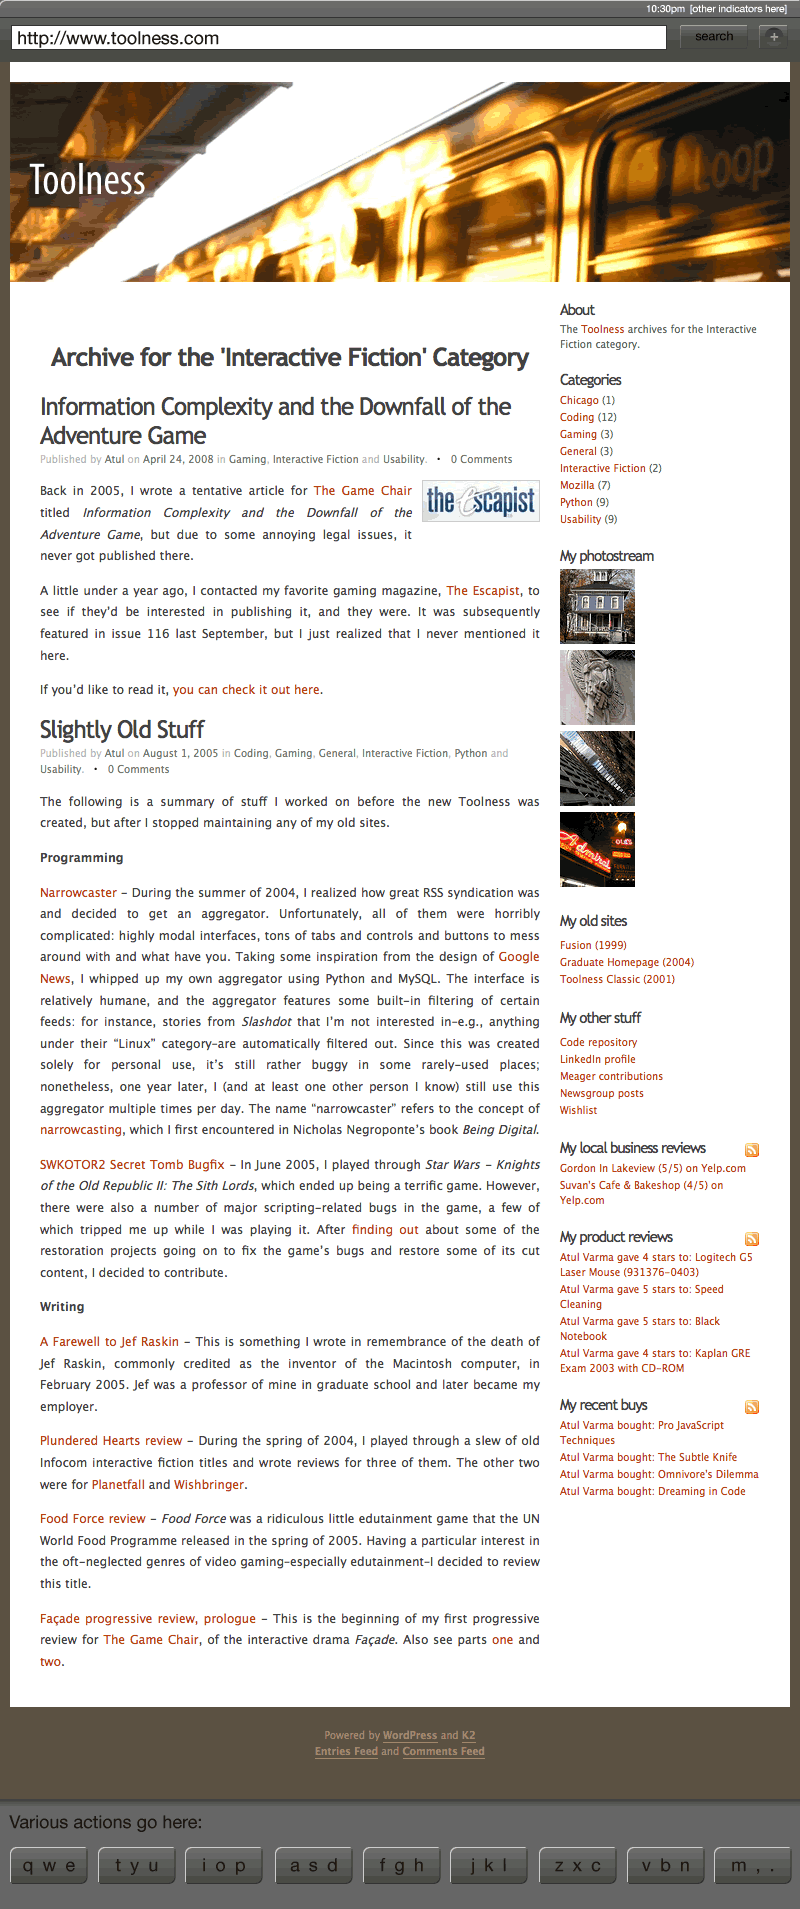 10:30pm [other indicators here]
http://www.toolness.com
search
+
Toolness
LOOP
Archive for the 'Interactive Fiction' Category
Information Complexity and the Downfall of the
Adventure Game
Published by Atul on April 24, 2008 in Gaming, Interactive Fiction and Usability. • 0 Comments
Back in 2005, I wrote a tentative article for The Game Chair
titled Information Complexity and the Downfall of the
Adventure Game, but due to some annoying legal issues, it
never got published there.
the Escapist
A little under a year ago, I contacted my favorite gaming magazine, The Escapist, to
see if they'd be interested in publishing it, and they were. It was subsequently
featured in issue 116 last September, but I just realized that I never mentioned it
here.
If you'd like to read it, you can check it out here.
Slightly Old Stuff
Published by Atul on August 1, 2005 in Coding, Gaming, General, Interactive Fiction, Python and
Usability. • 0 Comments
The following is a summary of stuff I worked on before the new Toolness was
created, but after I stopped maintaining any of my old sites.
Programming
Narrowcaster – During the summer of 2004, I realized how great RSS syndication was
and decided to get an aggregator. Unfortunately, all of them were horribly
complicated: highly modal interfaces, tons of tabs and controls and buttons to mess
around with and what have you. Taking some inspiration from the design of Google
News, I whipped up my own aggregator using Python and MySQL. The interface is
relatively humane, and the aggregator features some built-in filtering of certain
feeds: for instance, stories from Slashdot that I'm not interested in–e.g., anything
under their “Linux” category–are automatically filtered out. Since this was created
solely for personal use, it's still rather buggy in some rarely-used places;
nonetheless, one year later, I (and at least one other person I know) still use this
aggregator multiple times per day. The name “narrowcaster” refers to the concept of
narrowcasting, which I first encountered in Nicholas Negroponte's book Being Digital.
SWKOTOR2 Secret Tomb Bugfix – In June 2005, I played through Star Wars – Knights
of the Old Republic II: The Sith Lords, which ended up being a terrific game. However,
there were also a number of major scripting-related bugs in the game, a few of
which tripped me up while I was playing it. After finding out about some of the
restoration projects going on to fix the game's bugs and restore some of its cut
content, I decided to contribute.
Writing
A Farewell to Jef Raskin – This is something I wrote in remembrance of the death of
Jef Raskin, commonly credited as the inventor of the Macintosh computer, in
February 2005. Jef was a professor of mine in graduate school and later became my
employer.
Plundered Hearts review – During the spring of 2004, I played through a slew of old
Infocom interactive fiction titles and wrote reviews for three of them. The other two
were for Planetfall and Wishbringer.
Food Force review – Food Force was a ridiculous little edutainment game that the UN
World Food Programme released in the spring of 2005. Having a particular interest in
the oft-neglected genres of video gaming–especially edutainment–I decided to review
this title.
Façade progressive review, prologue – This is the beginning of my first progressive
review for The Game Chair, of the interactive drama Façade. Also see parts one and
two.
About
The Toolness archives for the Interactive
Fiction category.
Categories
Chicago (1)
Coding (12)
Gaming (3)
General (3)
Interactive Fiction (2)
Mozilla (7)
Python (9)
Usability (9)
My photostream
Admiral
My old sites
Fusion (1999)
Graduate Homepage (2004)
Toolness Classic (2001)
My other stuff
Code repository
LinkedIn profile
Meager contributions
Newsgroup posts
Wishlist
My local business reviews
Gordon In Lakeview (5/5) on Yelp.com
Suvan's Cafe & Bakeshop (4/5) on
Yelp.com
My product reviews
Atul Varma gave 4 stars to: Logitech G5
Laser Mouse (931376-0403)
Atul Varma gave 5 stars to: Speed
Cleaning
Atul Varma gave 5 stars to: Black
Notebook
Atul Varma gave 4 stars to: Kaplan GRE
Exam 2003 with CD-ROM
My recent buys
Atul Varma bought: Pro JavaScript
Techniques
Atul Varma bought: The Subtle Knife
Atul Varma bought: Omnivore's Dilemma
Atul Varma bought: Dreaming in Code
Powered by WordPress and K2
Entries Feed and Comments Feed
Various actions go here:
q w e
t y u
i o p
a s d
f g h
j k l
z x c
v b n
m , .